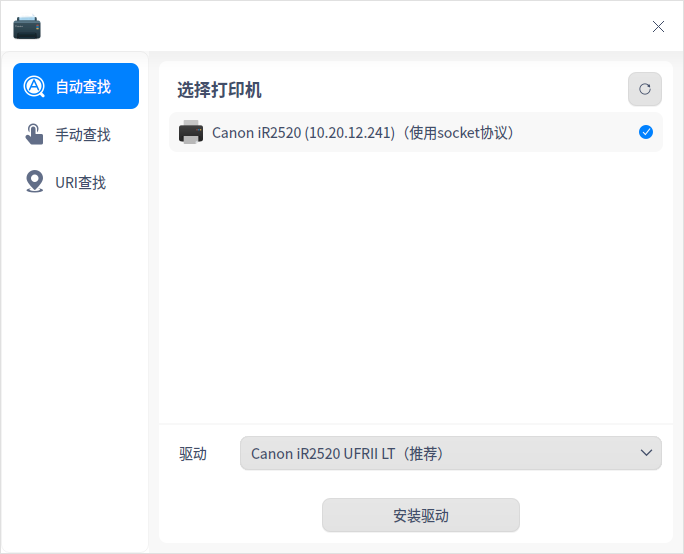 自动查找
手动查找
URI查找
选择打印机
Canon iR2520 (10.20.12.241)（使用socket协议）
驱动
Canon iR2520 UFRII LT（推荐）
安装驱动